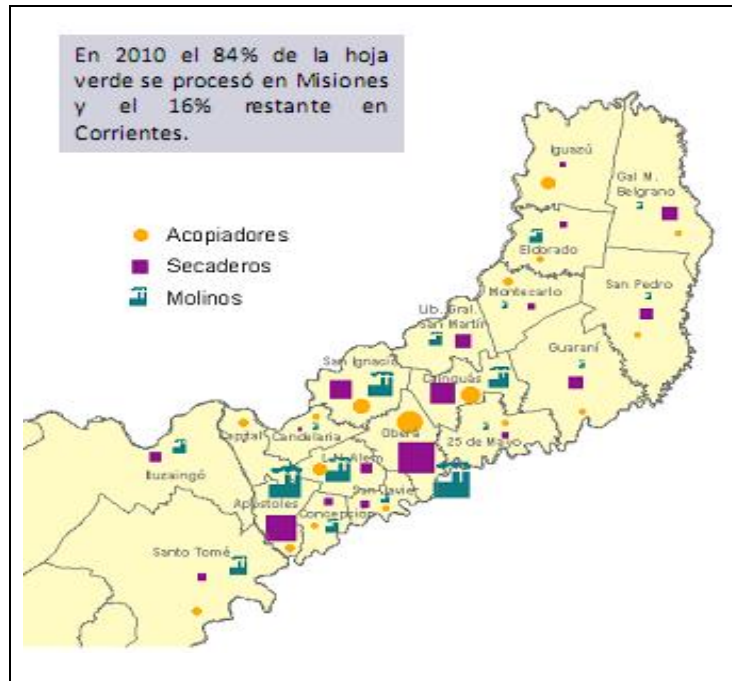 En 2010 el 84% de la hoja
verde se procesó en Misiones
y el 16% restante en
Corrientes.
Acopiadores
Secaderos
Molinos
Iguazú
Gal M.
Belgrano
Eldorado
San Pedro
Montecarlo
Lib. Gral.
San Martín
Guaraní
San Ignacio
Cainguás
Capital
Candelaria
Oberá
25 de Mayo
L.N.Alem
Ituzaingó
San Javier
Apóstoles
Concepcion
Santo Tomé